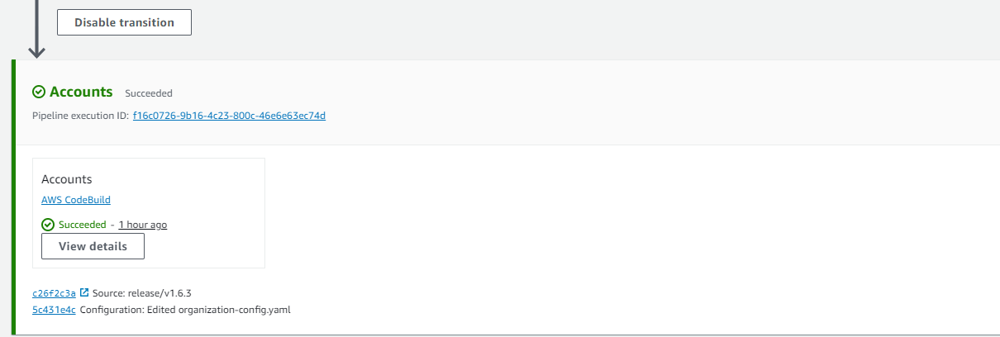 Disable transition
Accounts Succeeded
Pipeline execution ID: f16c0726-9b16-4c23-800c-46e6e63ec74d
Accounts
AWS CodeBuild
Succeeded - 1 hour ago
View details
c26f2c3a Source: release/v1.6.3
5c431e4c Configuration: Edited organization-config.yaml